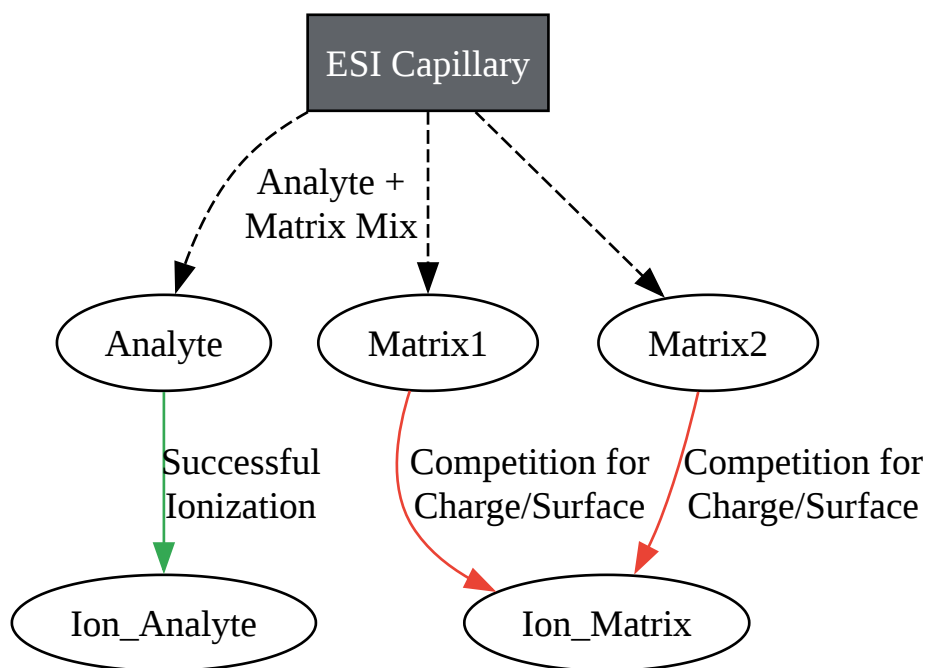 ESI Capillary
Analyte +
Matrix Mix
Analyte
Matrix1
Matrix2
Successful
Ionization
Competition for
Charge/Surface
Competition for
Charge/Surface
Ion_Analyte
Ion_Matrix